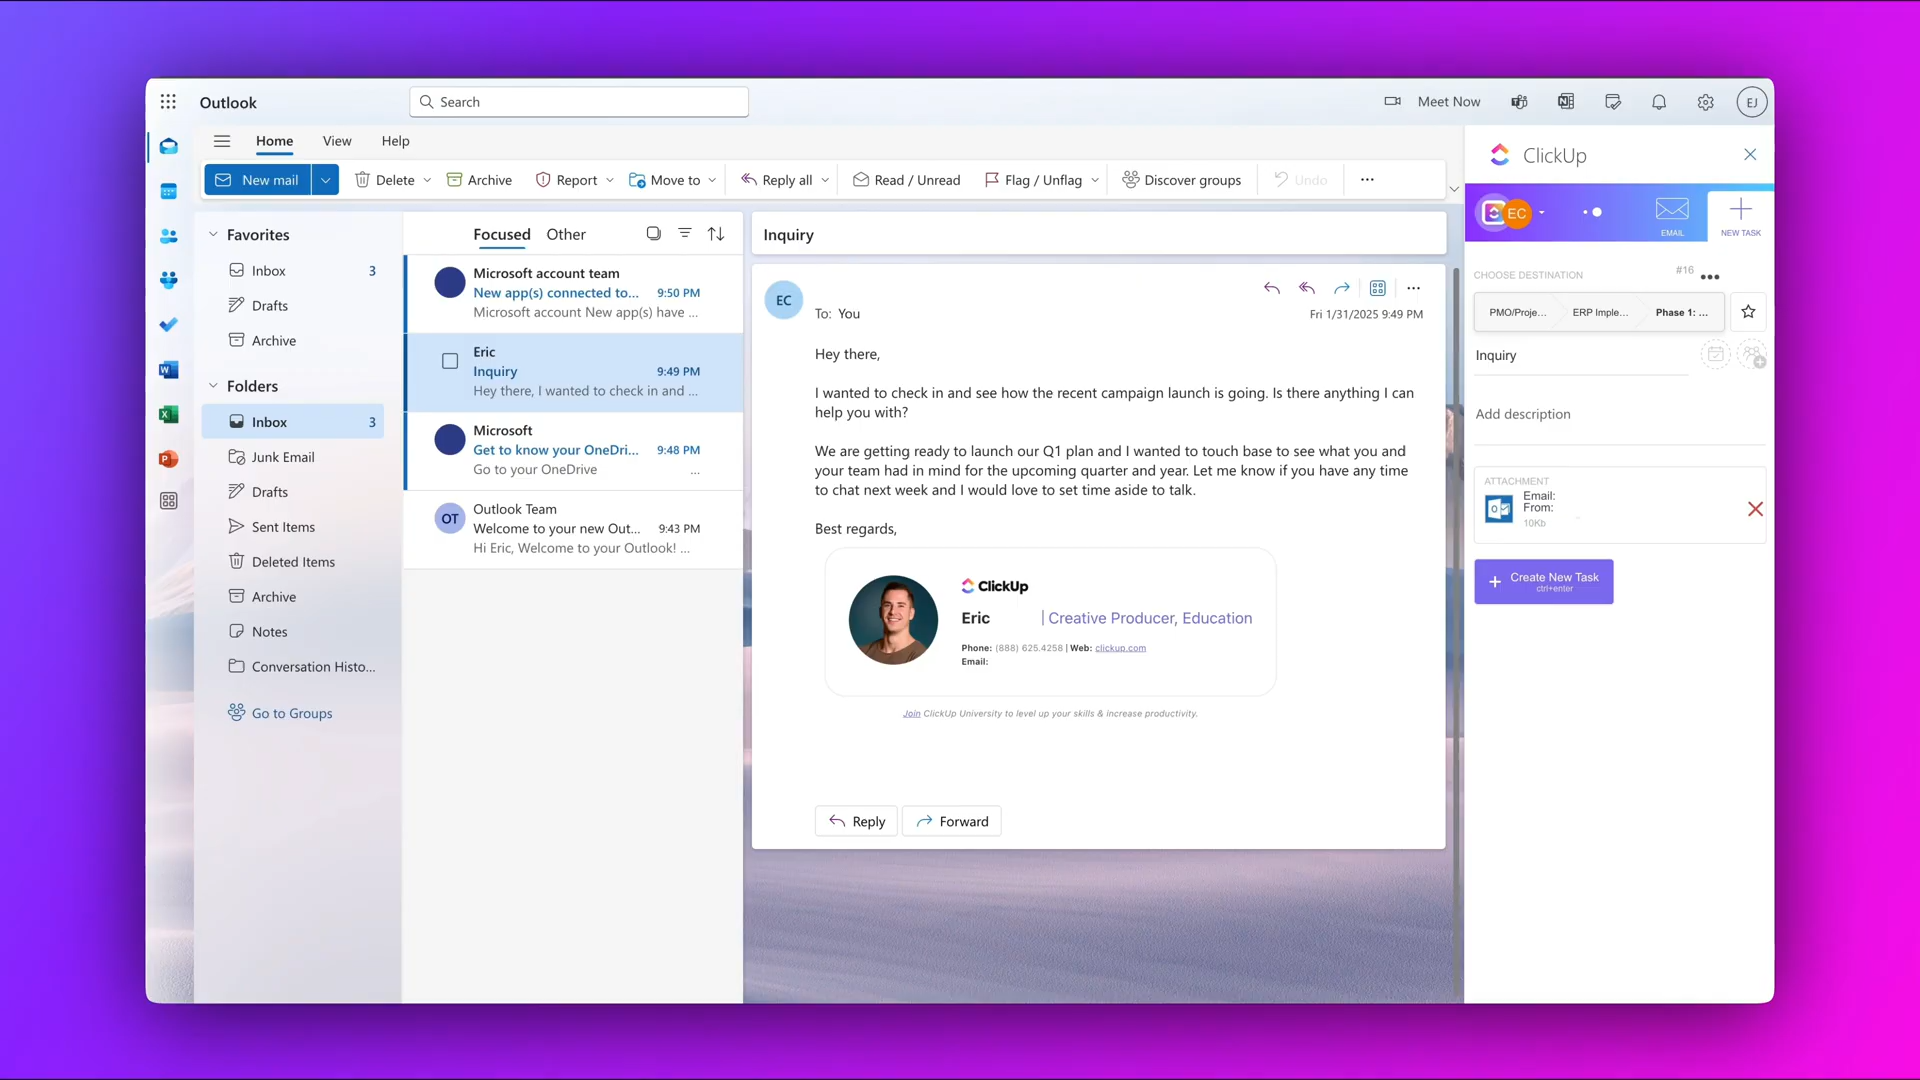 Outlook
Search
Meet Now
EJ
Home
View
Help
New mail
Delete
Archive
Report
Move to
Reply all
Read / Unread
Flag / Unflag
Discover groups
Undo
Favorites
Inbox 3
Drafts
Archive
Folders
Inbox 3
Junk Email
Drafts
Sent Items
Deleted Items
Archive
Notes
Conversation Histo...
Go to Groups
Focused
Other
Microsoft account team
New app(s) connected to... 9:50 PM
Microsoft account New app(s) have ...
Eric
Inquiry 9:49 PM
Hey there, I wanted to check in and ...
Microsoft
Get to know your OneDri... 9:48 PM
Go to your OneDrive ...
OT
Outlook Team
Welcome to your new Out... 9:43 PM
Hi Eric, Welcome to your Outlook! ...
Inquiry
EC
To: You
Fri 1/31/2025 9:49 PM
Hey there,
I wanted to check in and see how the recent campaign launch is going. Is there anything I can
help you with?
We are getting ready to launch our Q1 plan and I wanted to touch base to see what you and
your team had in mind for the upcoming quarter and year. Let me know if you have any time
to chat next week and I would love to set time aside to talk.
Best regards,
ClickUp
Eric | Creative Producer, Education
Phone: (888) 625.4258 | Web: clickup.com
Email:
Join ClickUp University to level up your skills & increase productivity.
Reply
Forward
ClickUp
EC
EMAIL
NEW TASK
CHOOSE DESTINATION
#16
PMO/Proje...
ERP Imple...
Phase 1: ...
Inquiry
Add description
ATTACHMENT
Email:
From:
10Kb
Create New Task
ctrl+enter